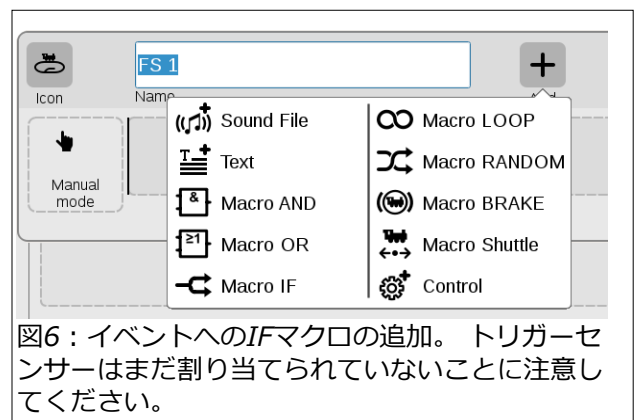 FS 1
Icon
Name
Manual
mode
Sound File
Text
& Macro AND
≥1 Macro OR
Macro IF
Macro LOOP
Macro RANDOM
Macro BRAKE
Macro Shuttle
Control
図6：イベントへのIFマクロの追加。 トリガーセ
ンサーはまだ割り当てられていないことに注意し
てください。